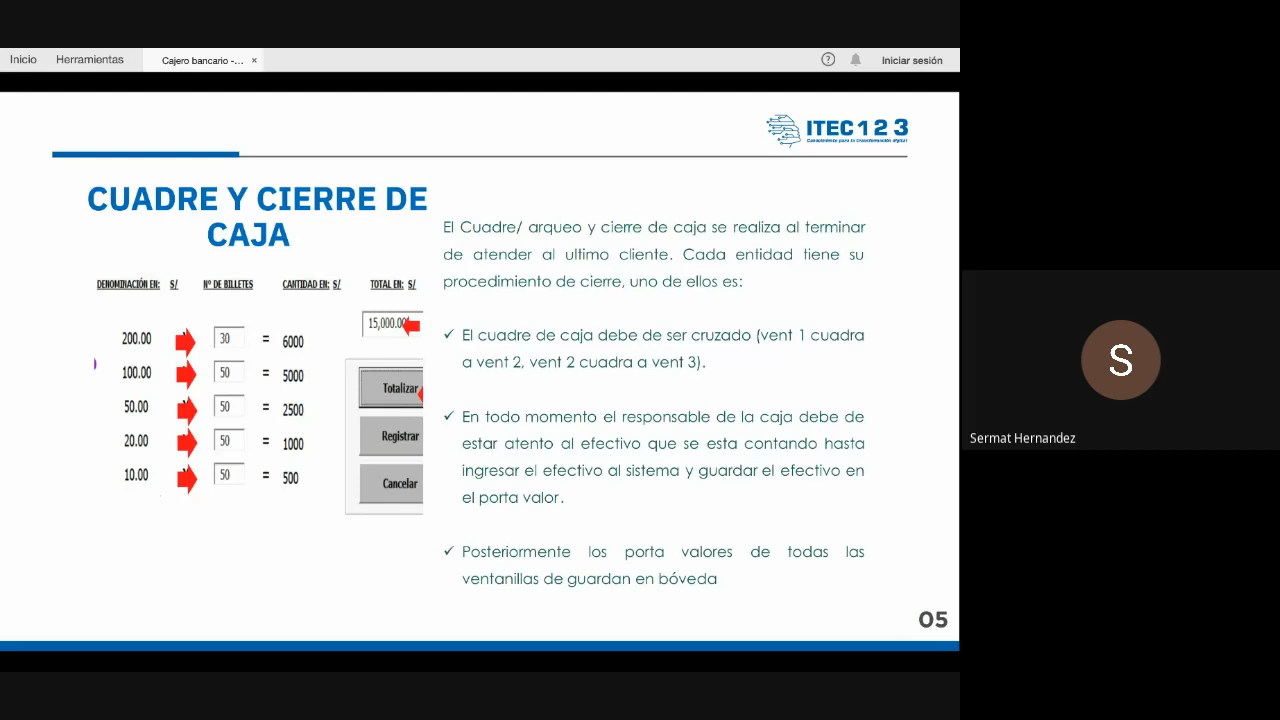 Inicio Herramientas Cajero bancario -... × ? Iniciar sesión
ITEC 1 2 3
Conocimiento para la transformación digital
CUADRE Y CIERRE DE
CAJA
DENOMINACIÓN EN: S/ Nº DE BILLETES CANTIDAD EN: S/ TOTAL EN: S/
15,000.00
200.00 30 = 6000
100.00 50 = 5000
50.00 50 = 2500
20.00 50 = 1000
10.00 50 = 500
Totalizar
Registrar
Cancelar
El Cuadre/ arqueo y cierre de caja se realiza al terminar
de atender al ultimo cliente. Cada entidad tiene su
procedimiento de cierre, uno de ellos es:
✓ El cuadre de caja debe de ser cruzado (vent 1 cuadra
a vent 2, vent 2 cuadra a vent 3).
✓ En todo momento el responsable de la caja debe de
estar atento al efectivo que se esta contando hasta
ingresar el efectivo al sistema y guardar el efectivo en
el porta valor.
✓ Posteriormente los porta valores de todas las
ventanillas de guardan en bóveda
05
S
Sermat Hernandez